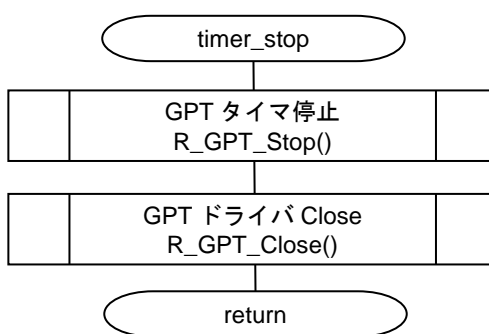 timer_stop
GPT タイマ停止
R_GPT_Stop()
GPT ドライバ Close
R_GPT_Close()
return